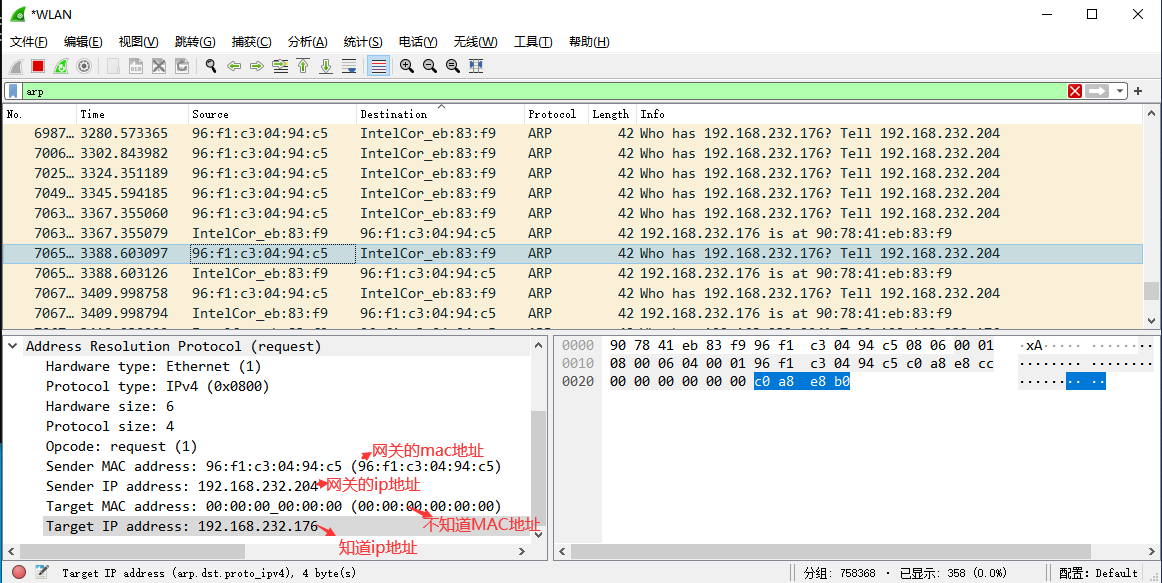 *WLAN
文件(F) 编辑(E) 视图(V) 跳转(G) 捕获(C) 分析(A) 统计(S) 电话(Y) 无线(W) 工具(T) 帮助(H)
arp
No. Time Source Destination Protocol Length Info
6987… 3280.573365 96:f1:c3:04:94:c5 IntelCor_eb:83:f9 ARP 42 Who has 192.168.232.176? Tell 192.168.232.204
7006… 3302.843982 96:f1:c3:04:94:c5 IntelCor_eb:83:f9 ARP 42 Who has 192.168.232.176? Tell 192.168.232.204
7025… 3324.351189 96:f1:c3:04:94:c5 IntelCor_eb:83:f9 ARP 42 Who has 192.168.232.176? Tell 192.168.232.204
7049… 3345.594185 96:f1:c3:04:94:c5 IntelCor_eb:83:f9 ARP 42 Who has 192.168.232.176? Tell 192.168.232.204
7063… 3367.355060 96:f1:c3:04:94:c5 IntelCor_eb:83:f9 ARP 42 Who has 192.168.232.176? Tell 192.168.232.204
7063… 3367.355079 IntelCor_eb:83:f9 96:f1:c3:04:94:c5 ARP 42 192.168.232.176 is at 90:78:41:eb:83:f9
7065… 3388.603097 96:f1:c3:04:94:c5 IntelCor_eb:83:f9 ARP 42 Who has 192.168.232.176? Tell 192.168.232.204
7065… 3388.603126 IntelCor_eb:83:f9 96:f1:c3:04:94:c5 ARP 42 192.168.232.176 is at 90:78:41:eb:83:f9
7067… 3409.998758 96:f1:c3:04:94:c5 IntelCor_eb:83:f9 ARP 42 Who has 192.168.232.176? Tell 192.168.232.204
7067… 3409.998794 IntelCor_eb:83:f9 96:f1:c3:04:94:c5 ARP 42 192.168.232.176 is at 90:78:41:eb:83:f9
Address Resolution Protocol (request)
Hardware type: Ethernet (1)
Protocol type: IPv4 (0x0800)
Hardware size: 6
Protocol size: 4
Opcode: request (1)
网关的mac地址
Sender MAC address: 96:f1:c3:04:94:c5 (96:f1:c3:04:94:c5)
Sender IP address: 192.168.232.204 网关的ip地址
Target MAC address: 00:00:00_00:00:00 (00:00:00:00:00:00)
Target IP address: 192.168.232.176 不知道MAC地址
知道ip地址
0000 90 78 41 eb 83 f9 96 f1 c3 04 94 c5 08 06 00 01 ·xA····· ········
0010 08 00 06 04 00 01 96 f1 c3 04 94 c5 c0 a8 e8 cc ········ ········
0020 00 00 00 00 00 00 c0 a8 e8 b0 ········ ··
Target IP address (arp.dst.proto_ipv4), 4 byte(s) 分组: 758368 · 已显示: 358 (0.0%) 配置: Default